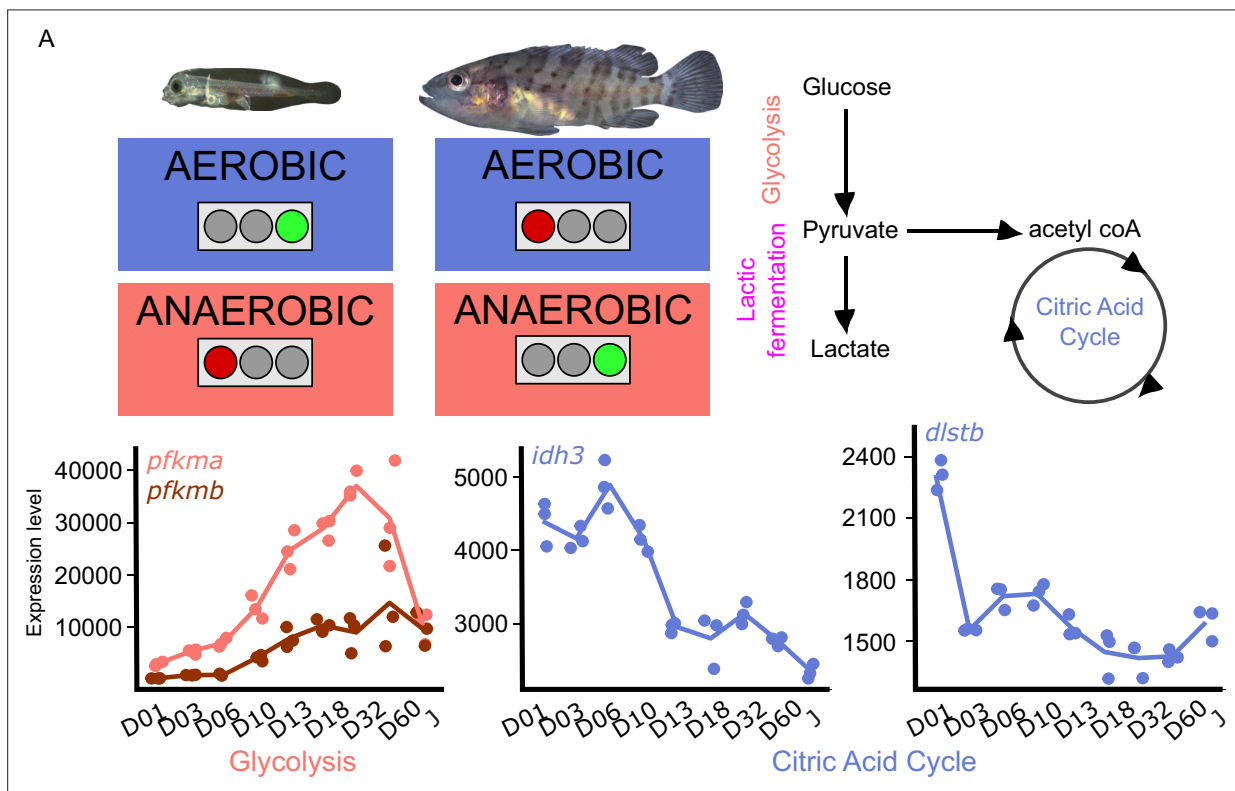 A
AEROBIC
AEROBIC
ANAEROBIC
ANAEROBIC
Glucose
Glycolysis
Pyruvate
acetyl coA
Lactic
fermentation
Lactate
Citric Acid
Cycle
Expression level
pfkma
pfkmb
40000
30000
20000
10000
D01
D03
D06
D10
D13
D18
D32
D60
J
Glycolysis
idh3
5000
4000
3000
D01
D03
D06
D10
D13
D18
D32
D60
J
dlstb
2400
2100
1800
1500
D01
D03
D06
D10
D13
D18
D32
D60
J
Citric Acid Cycle